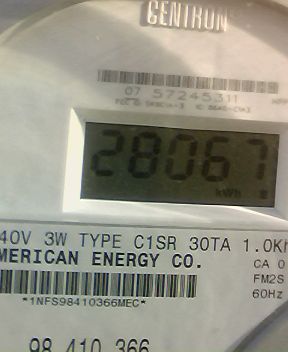 CENTRON
07 57245311
28067
kWh
40V 3W TYPE C1SR 30TA 1.0Kh
MERICAN ENERGY CO.
CA 0
FM2S
60Hz
*1NFS98410366MEC*
98 410 366